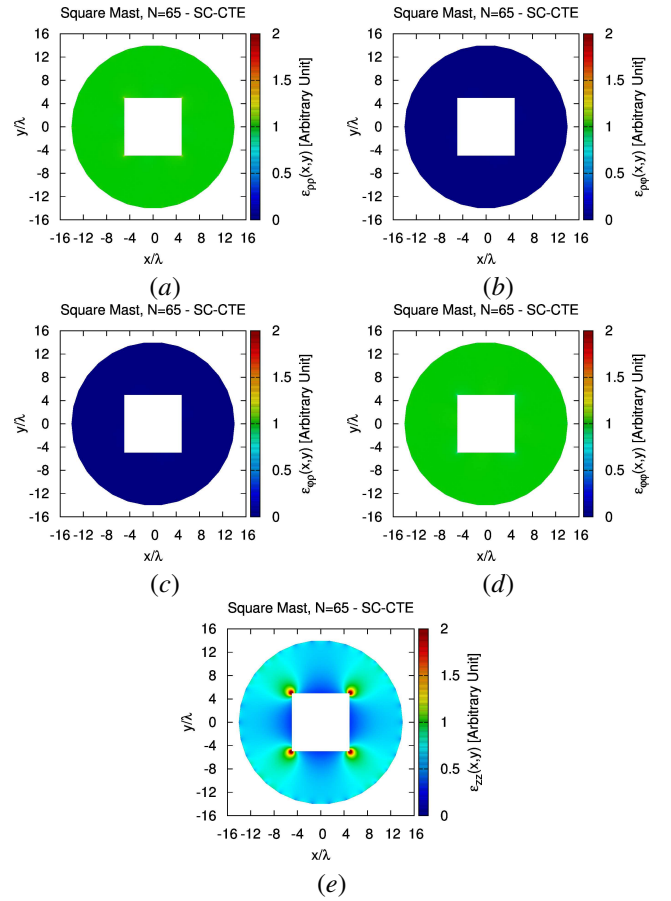 Square Mast, N=65 - SC-CTE
16
12
8
4
0
-4
-8
-12
-16
y/λ
-16 -12 -8 -4 0 4 8 12 16
x/λ
2
1.5
1
0.5
0
ερρ(x,y) [Arbitrary Unit]
(a)
Square Mast, N=65 - SC-CTE
16
12
8
4
0
-4
-8
-12
-16
y/λ
-16 -12 -8 -4 0 4 8 12 16
x/λ
2
1.5
1
0.5
0
ερφ(x,y) [Arbitrary Unit]
(b)
Square Mast, N=65 - SC-CTE
16
12
8
4
0
-4
-8
-12
-16
y/λ
-16 -12 -8 -4 0 4 8 12 16
x/λ
2
1.5
1
0.5
0
εφρ(x,y) [Arbitrary Unit]
(c)
Square Mast, N=65 - SC-CTE
16
12
8
4
0
-4
-8
-12
-16
y/λ
-16 -12 -8 -4 0 4 8 12 16
x/λ
2
1.5
1
0.5
0
εφφ(x,y) [Arbitrary Unit]
(d)
Square Mast, N=65 - SC-CTE
16
12
8
4
0
-4
-8
-12
-16
y/λ
-16 -12 -8 -4 0 4 8 12 16
x/λ
2
1.5
1
0.5
0
εzz(x,y) [Arbitrary Unit]
(e)